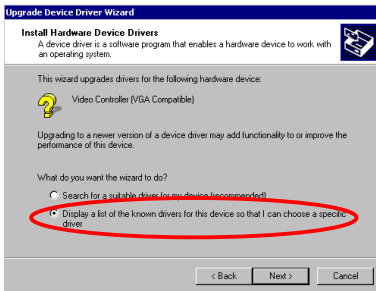 Upgrade Device Driver Wizard
Install Hardware Device Drivers
A device driver is a software program that enables a hardware device to work with
an operating system.
This wizard upgrades drivers for the following hardware device:
Video Controller (VGA Compatible)
Upgrading to a newer version of a device driver may add functionality to or improve the
performance of this device.
What do you want the wizard to do?
Search for a suitable driver for my device (recommended)
Display a list of the known drivers for this device so that I can choose a specific
driver
< Back
Next >
Cancel